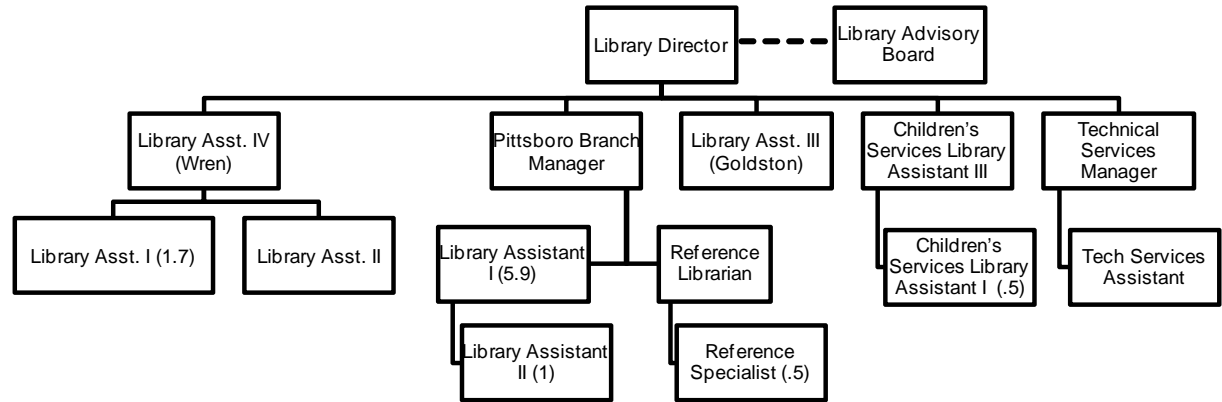 Library Director
Library Advisory
Board
Library Asst. IV
(Wren)
Pittsboro Branch
Manager
Library Asst. III
(Goldston)
Children's
Services Library
Assistant III
Technical
Services
Manager
Library Asst. I (1.7)
Library Asst. II
Library Assistant
I (5.9)
Reference
Librarian
Children's
Services Library
Assistant I  (.5)
Tech Services
Assistant
Library Assistant
II (1)
Reference
Specialist (.5)